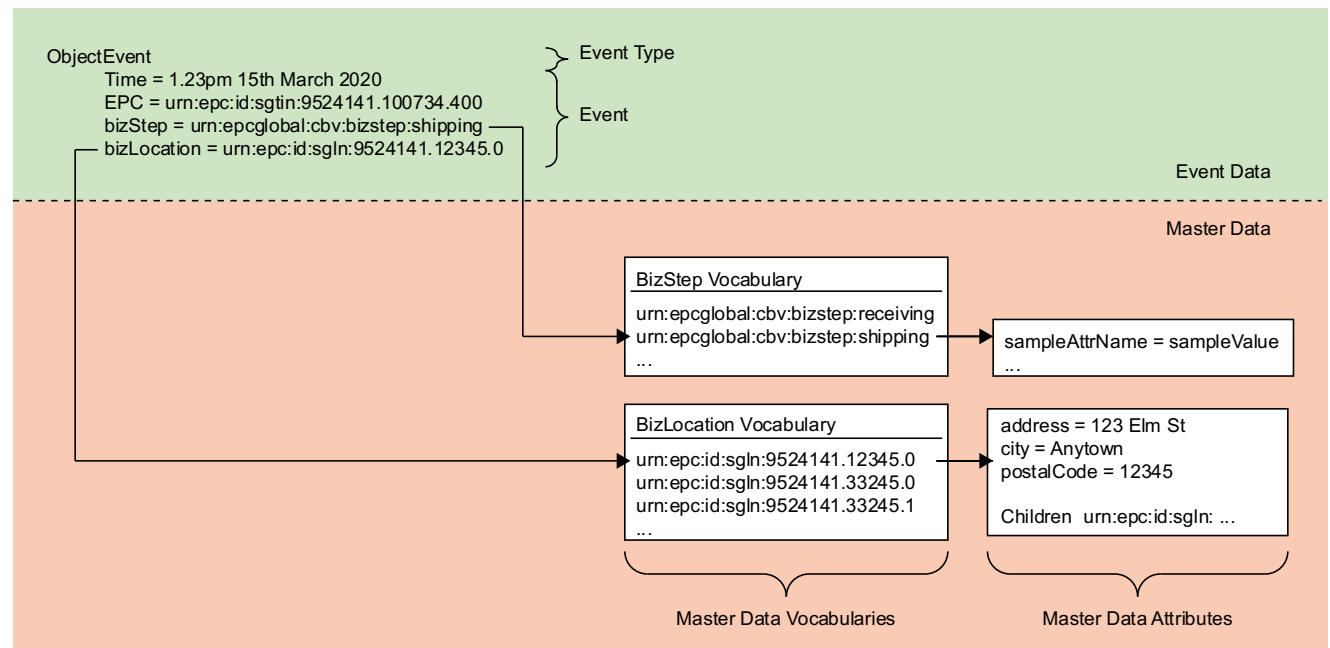 ObjectEvent
Time = 1.23pm 15th March 2020
EPC = urn:epc:id:sgtin:9524141.100734.400
bizStep = urn:epcglobal:cbv:bizstep:shipping
bizLocation = urn:epc:id:sgln:9524141.12345.0
Event Type
Event
Event Data
Master Data
BizStep Vocabulary
urn:epcglobal:cbv:bizstep:receiving
urn:epcglobal:cbv:bizstep:shipping
...
sampleAttrName = sampleValue
...
BizLocation Vocabulary
urn:epc:id:sgln:9524141.12345.0
urn:epc:id:sgln:9524141.33245.0
urn:epc:id:sgln:9524141.33245.1
...
address = 123 Elm St
city = Anytown
postalCode = 12345
Children urn:epc:id:sgln: ...
Master Data Vocabularies
Master Data Attributes